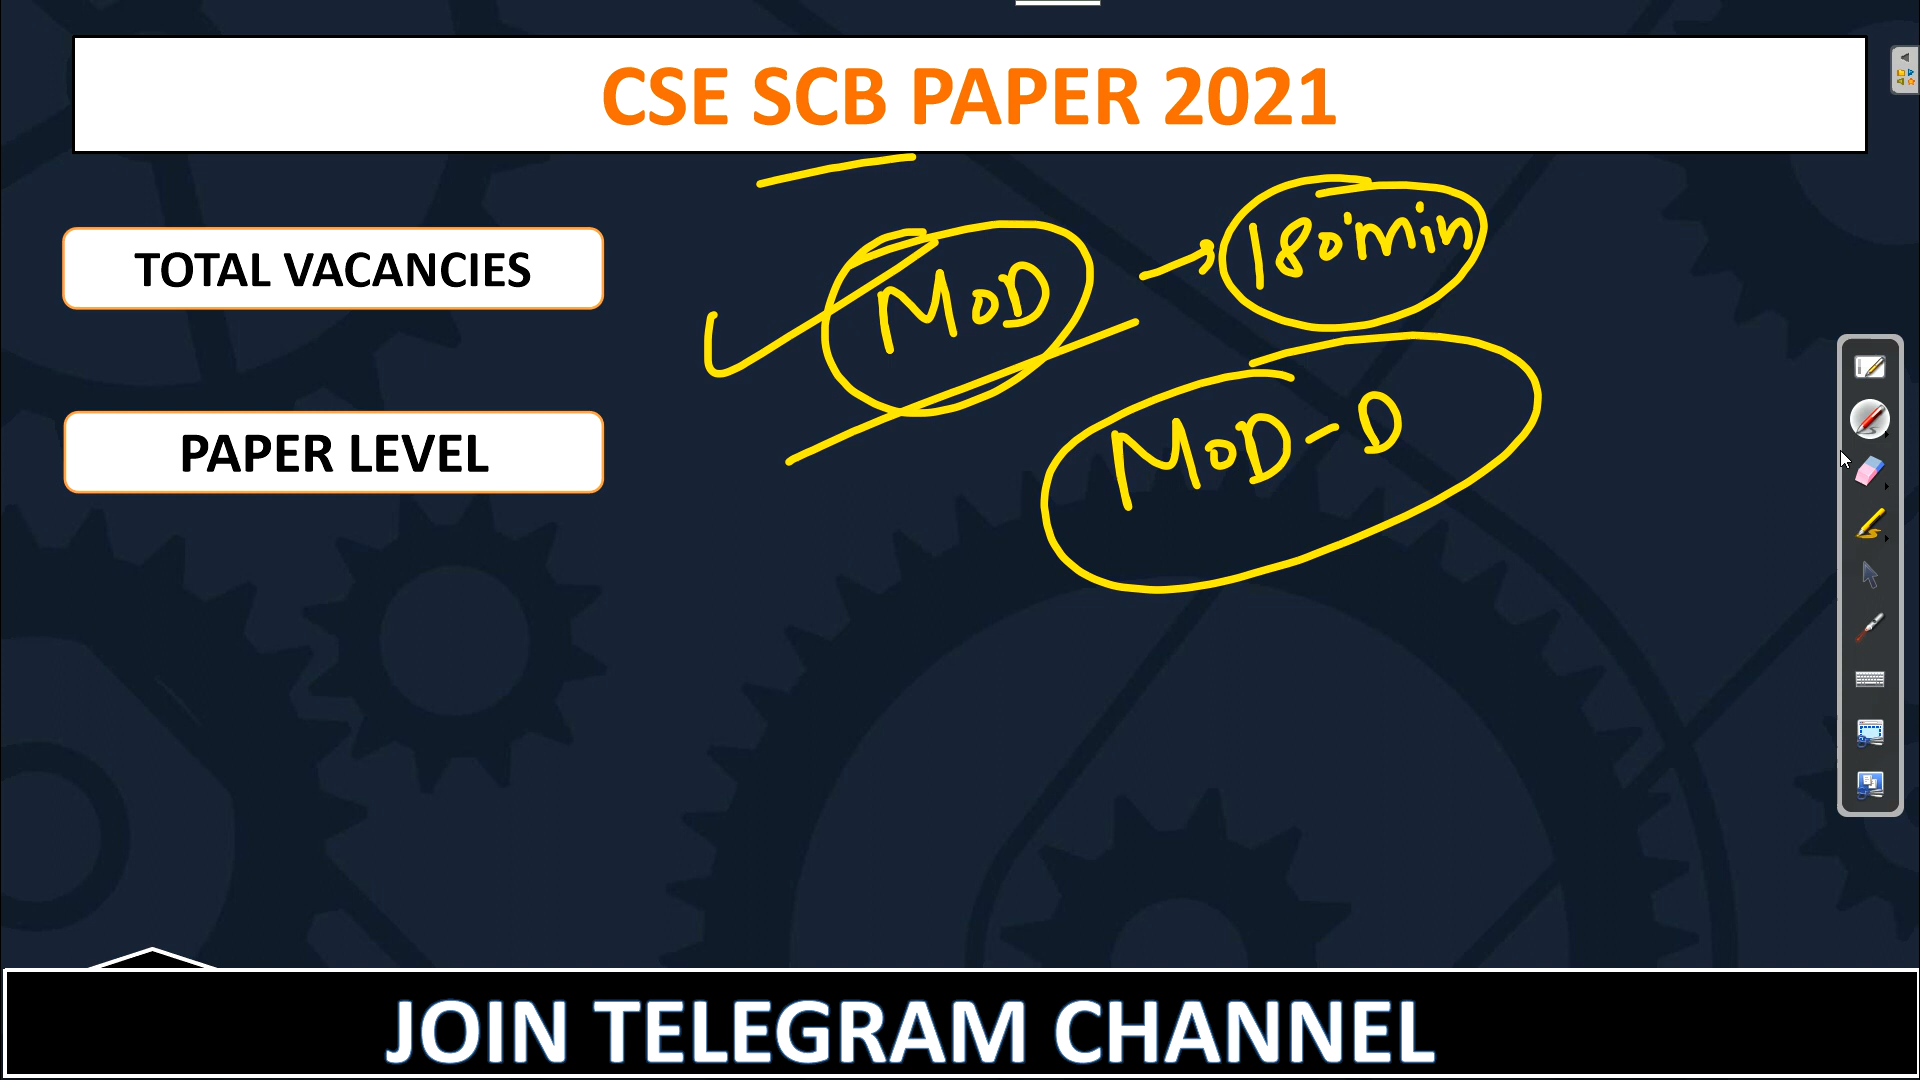 CSE SCB PAPER 2021
TOTAL VACANCIES
MoD → 180 min
PAPER LEVEL
MoD-D
JOIN TELEGRAM CHANNEL